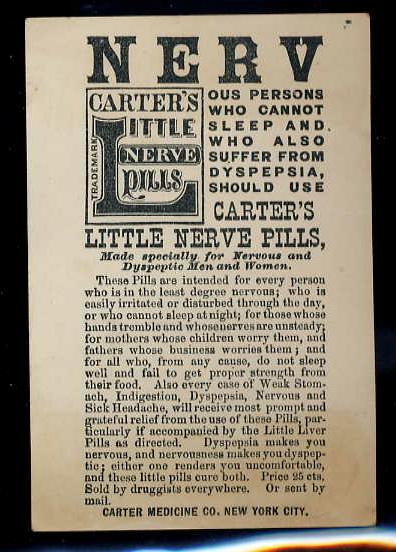 NERV
CARTER'S
LITTLE
NERVE
PILLS
TRADEMARK
OUS PERSONS
WHO CANNOT
SLEEP AND
WHO ALSO
SUFFER FROM
DYSPEPSIA,
SHOULD USE
CARTER'S
LITTLE NERVE PILLS,
Made specially for Nervous and
Dyspeptic Men and Women.
These Pills are intended for every person
who is in the least degree nervous; who is
easily irritated or disturbed through the day,
or who cannot sleep at night; for those whose
hands tremble and whose nerves are unsteady;
for mothers whose children worry them, and
fathers whose business worries them; and
for all who, from any cause, do not sleep
well and fail to get proper strength from
their food. Also every case of Weak Stom-
ach, Indigestion, Dyspepsia, Nervous and
Sick Headache, will receive most prompt and
grateful relief from the use of these Pills, par-
ticularly if accompanied by the Little Liver
Pills as directed. Dyspepsia makes you
nervous, and nervousness makes you dyspep-
tic; either one renders you uncomfortable,
and these little pills cure both. Price 25 cts.
Sold by druggists everywhere. Or sent by
mail.
CARTER MEDICINE CO. NEW YORK CITY.